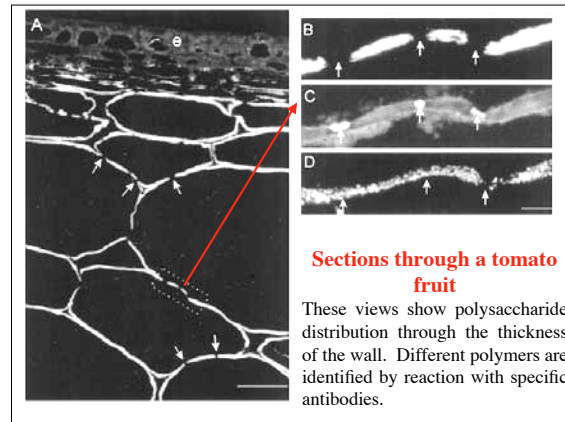 A
e
B
C
D
Sections through a tomato
fruit
These views show polysaccharide
distribution through the thickness
of the wall. Different polymers are
identified by reaction with specific
antibodies.